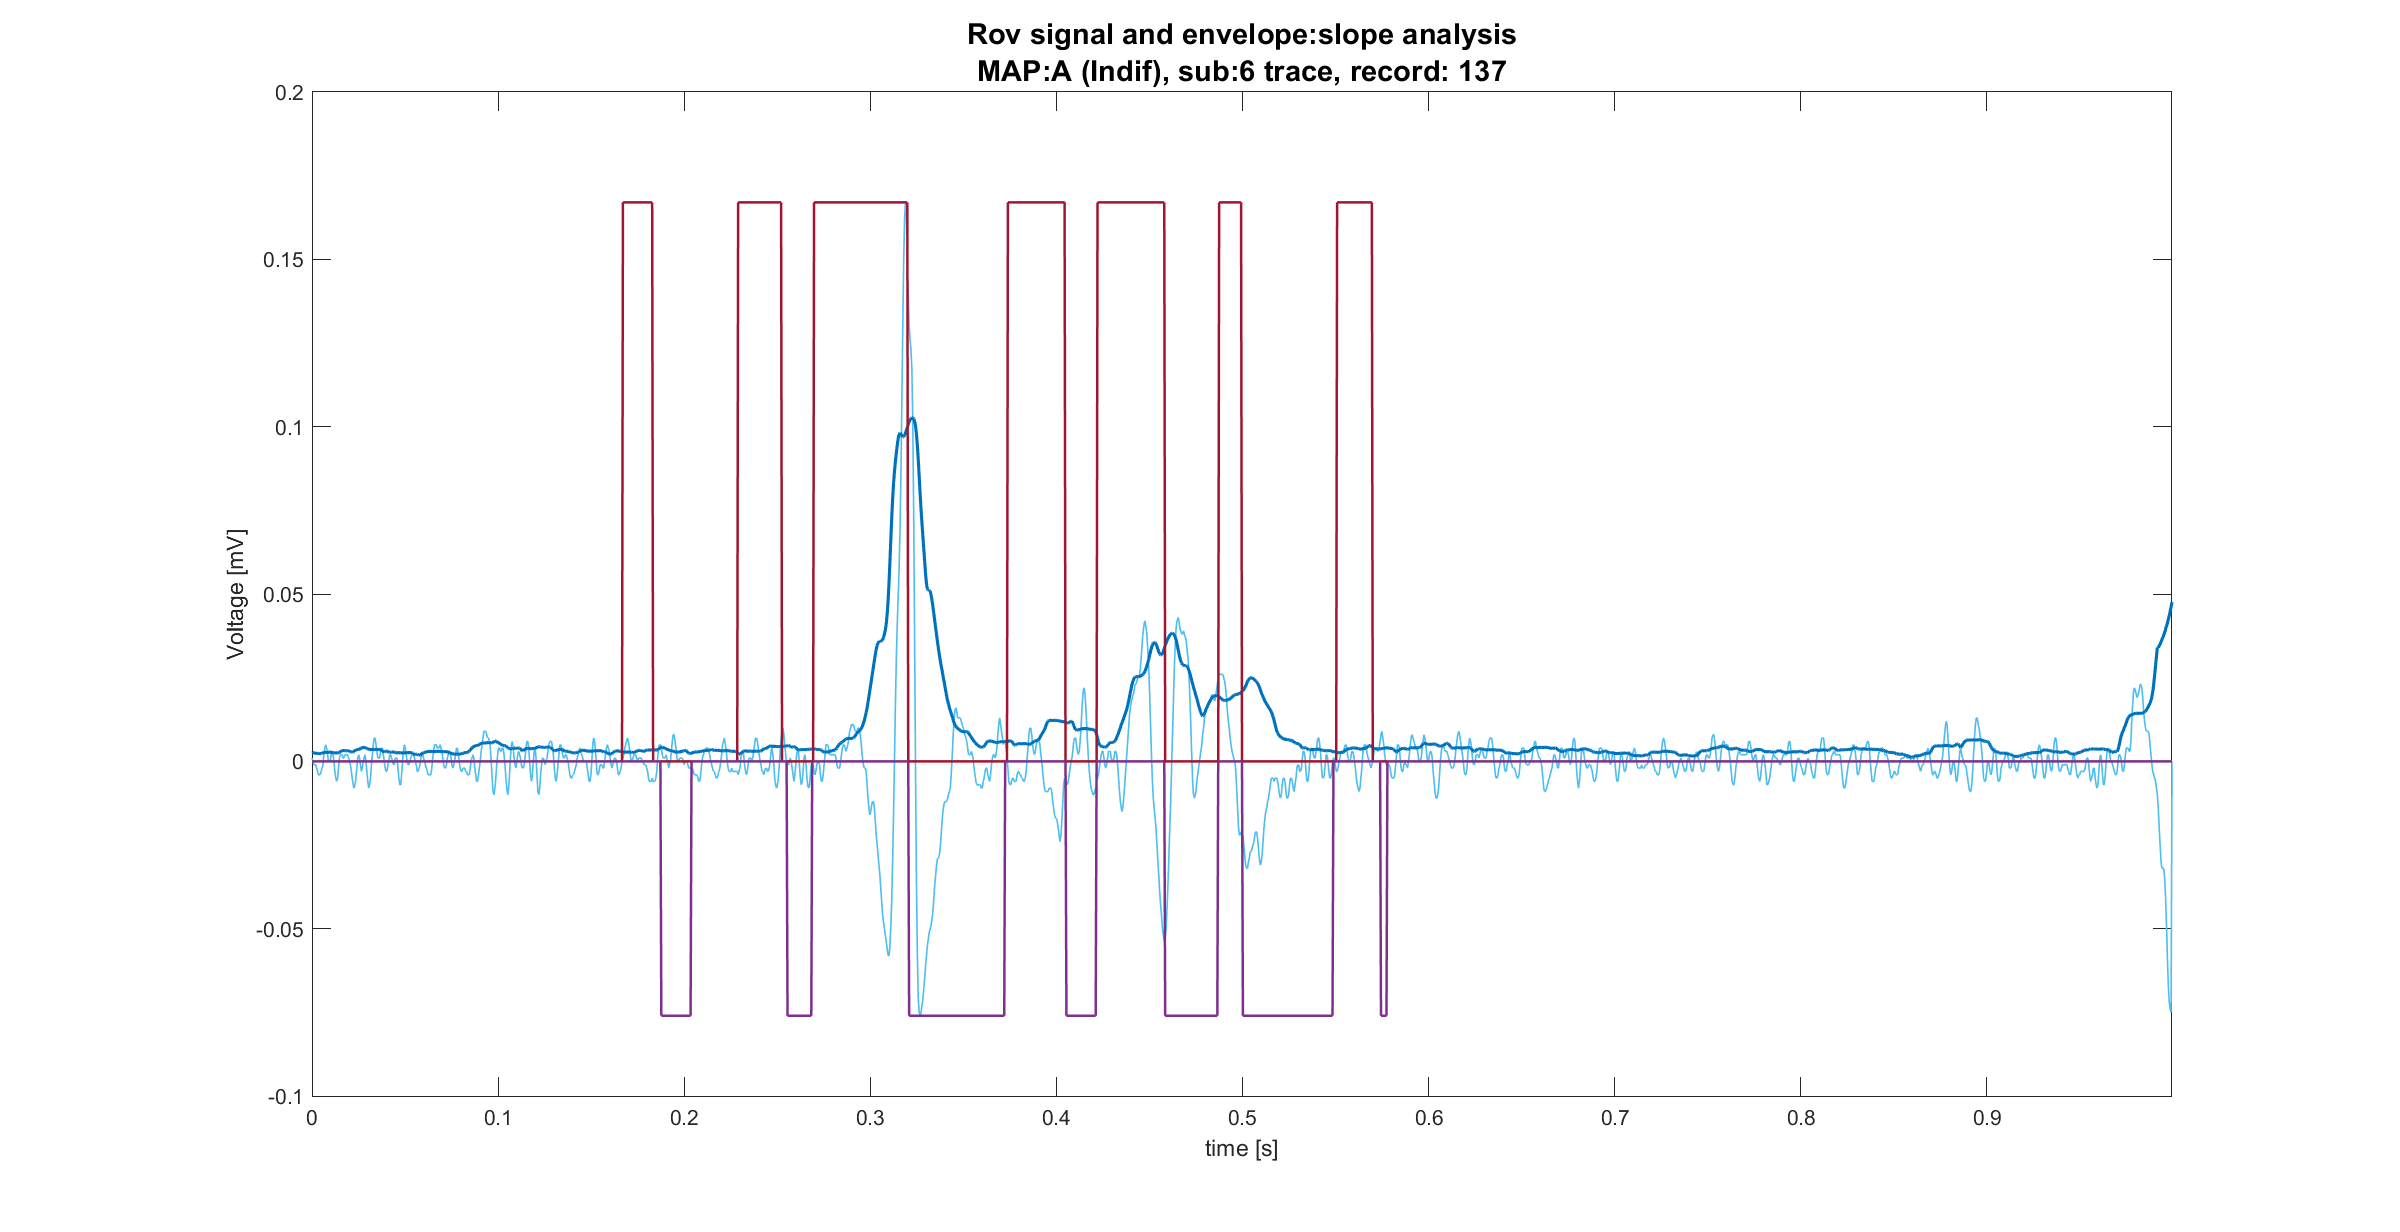 Rov signal and envelope:slope analysis
MAP:A (Indif), sub:6 trace, record: 137
0.2
0.15
0.1
0.05
0
-0.05
-0.1
Voltage [mV]
0 0.1 0.2 0.3 0.4 0.5 0.6 0.7 0.8 0.9
time [s]